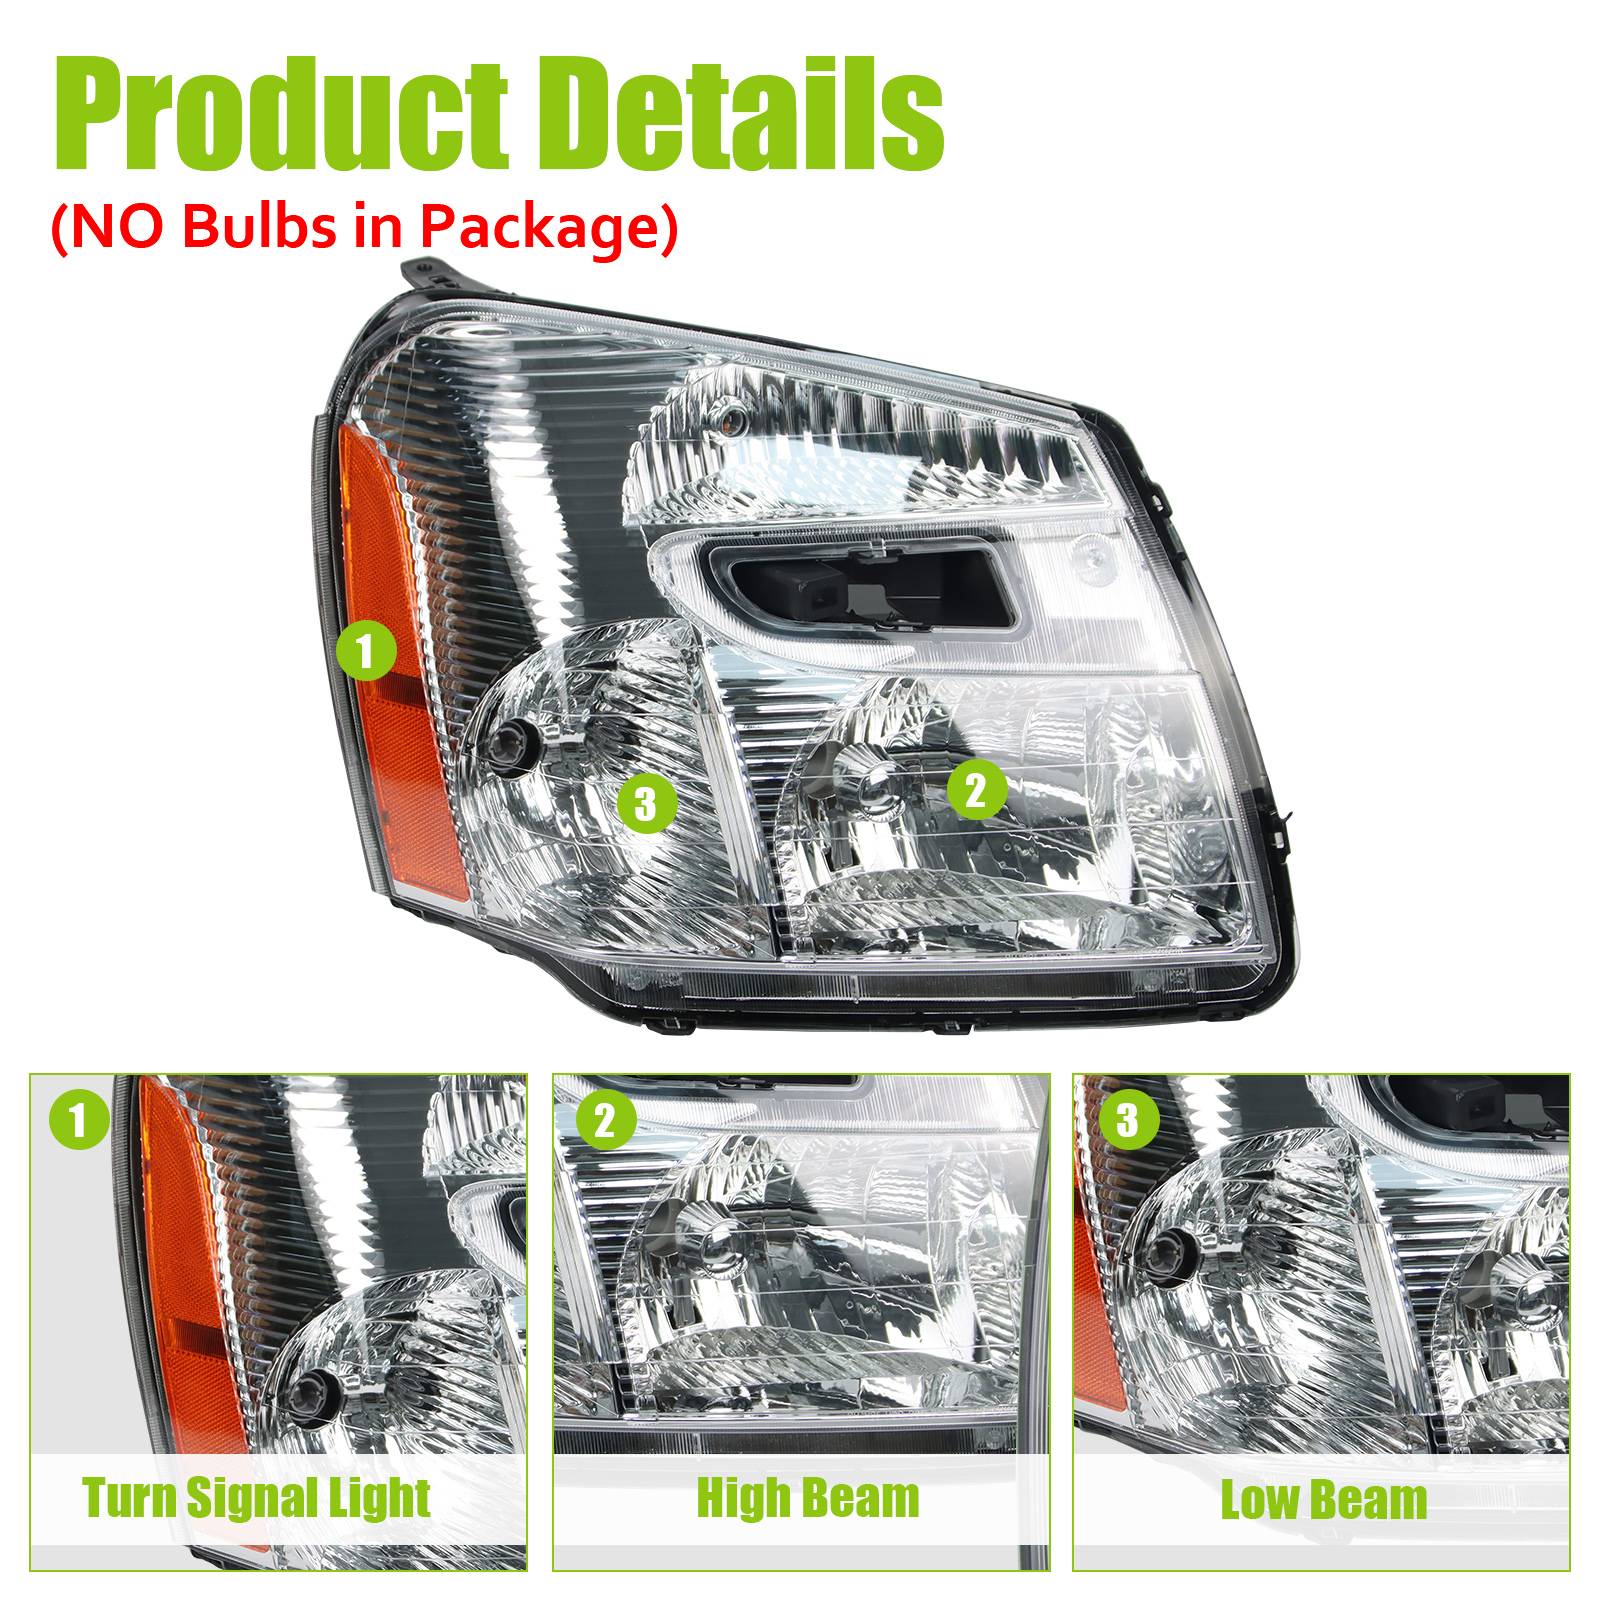 Product Details
(NO Bulbs in Package)
1
2
3
1
Turn Signal Light
2
High Beam
3
Low Beam